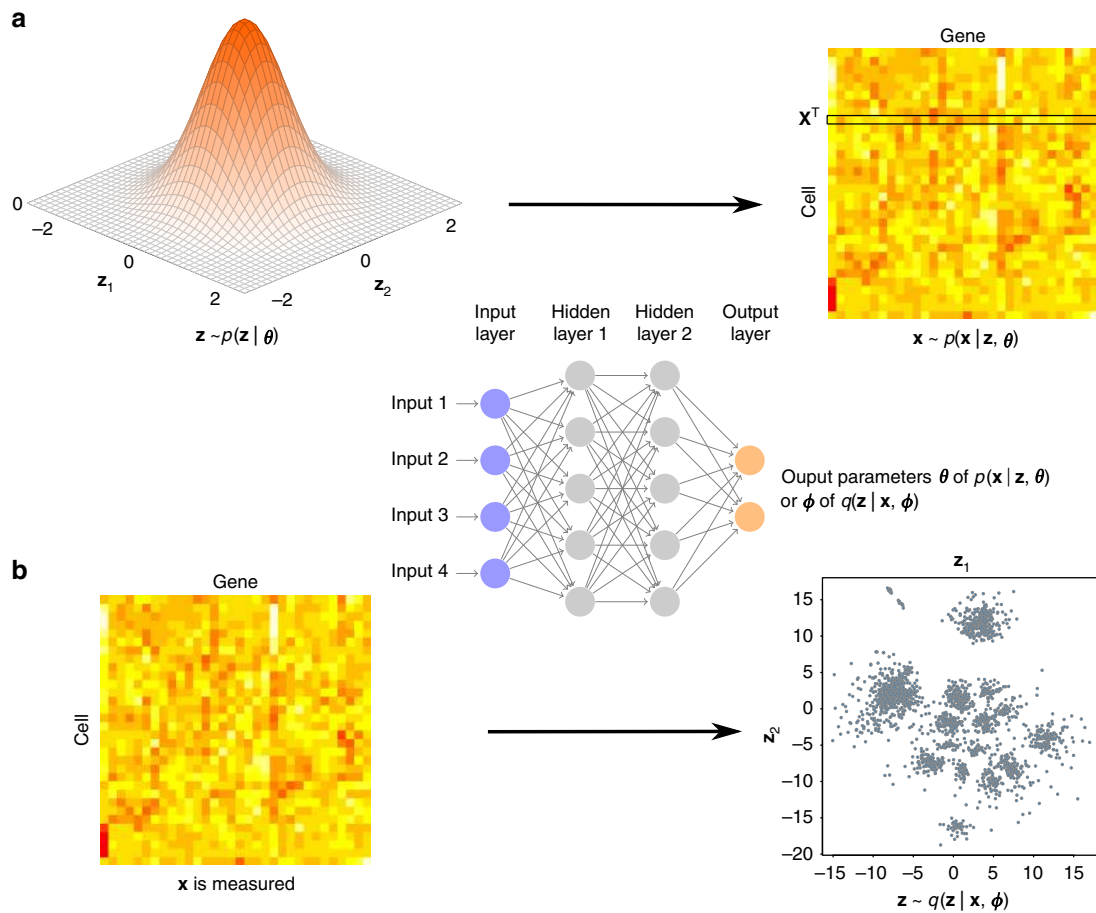 a
0
−2
0
2
z1
−2
0
2
z2
z ~p(z | θ)
Gene
X^T
Cell
x ~ p(x | z, θ)
Input layer
Hidden layer 1
Hidden layer 2
Output layer
Input 1
Input 2
Input 3
Input 4
Ouput parameters θ of p(x | z, θ)
or ϕ of q(z | x, ϕ)
b
Gene
Cell
x is measured
z1
15
10
5
0
−5
−10
−15
−20
z2
−15
−10
−5
0
5
10
15
z ~ q(z | x, ϕ)